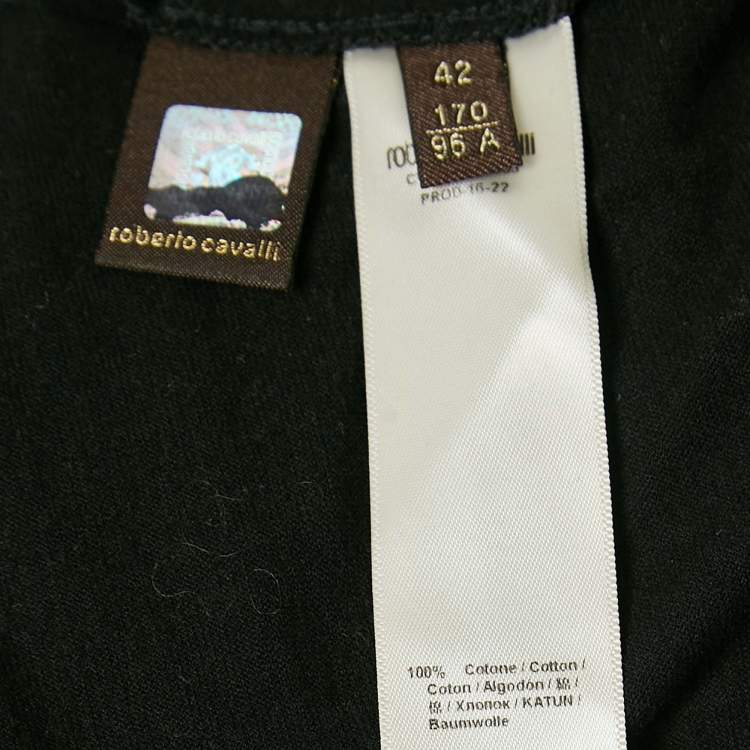 roberto cavalli
42
170
96 A
PROD-16-22
100% Cotone / Cotton /
Coton / Algodón / 綿 /
棉 / Хлопок / KATUN /
Baumwolle